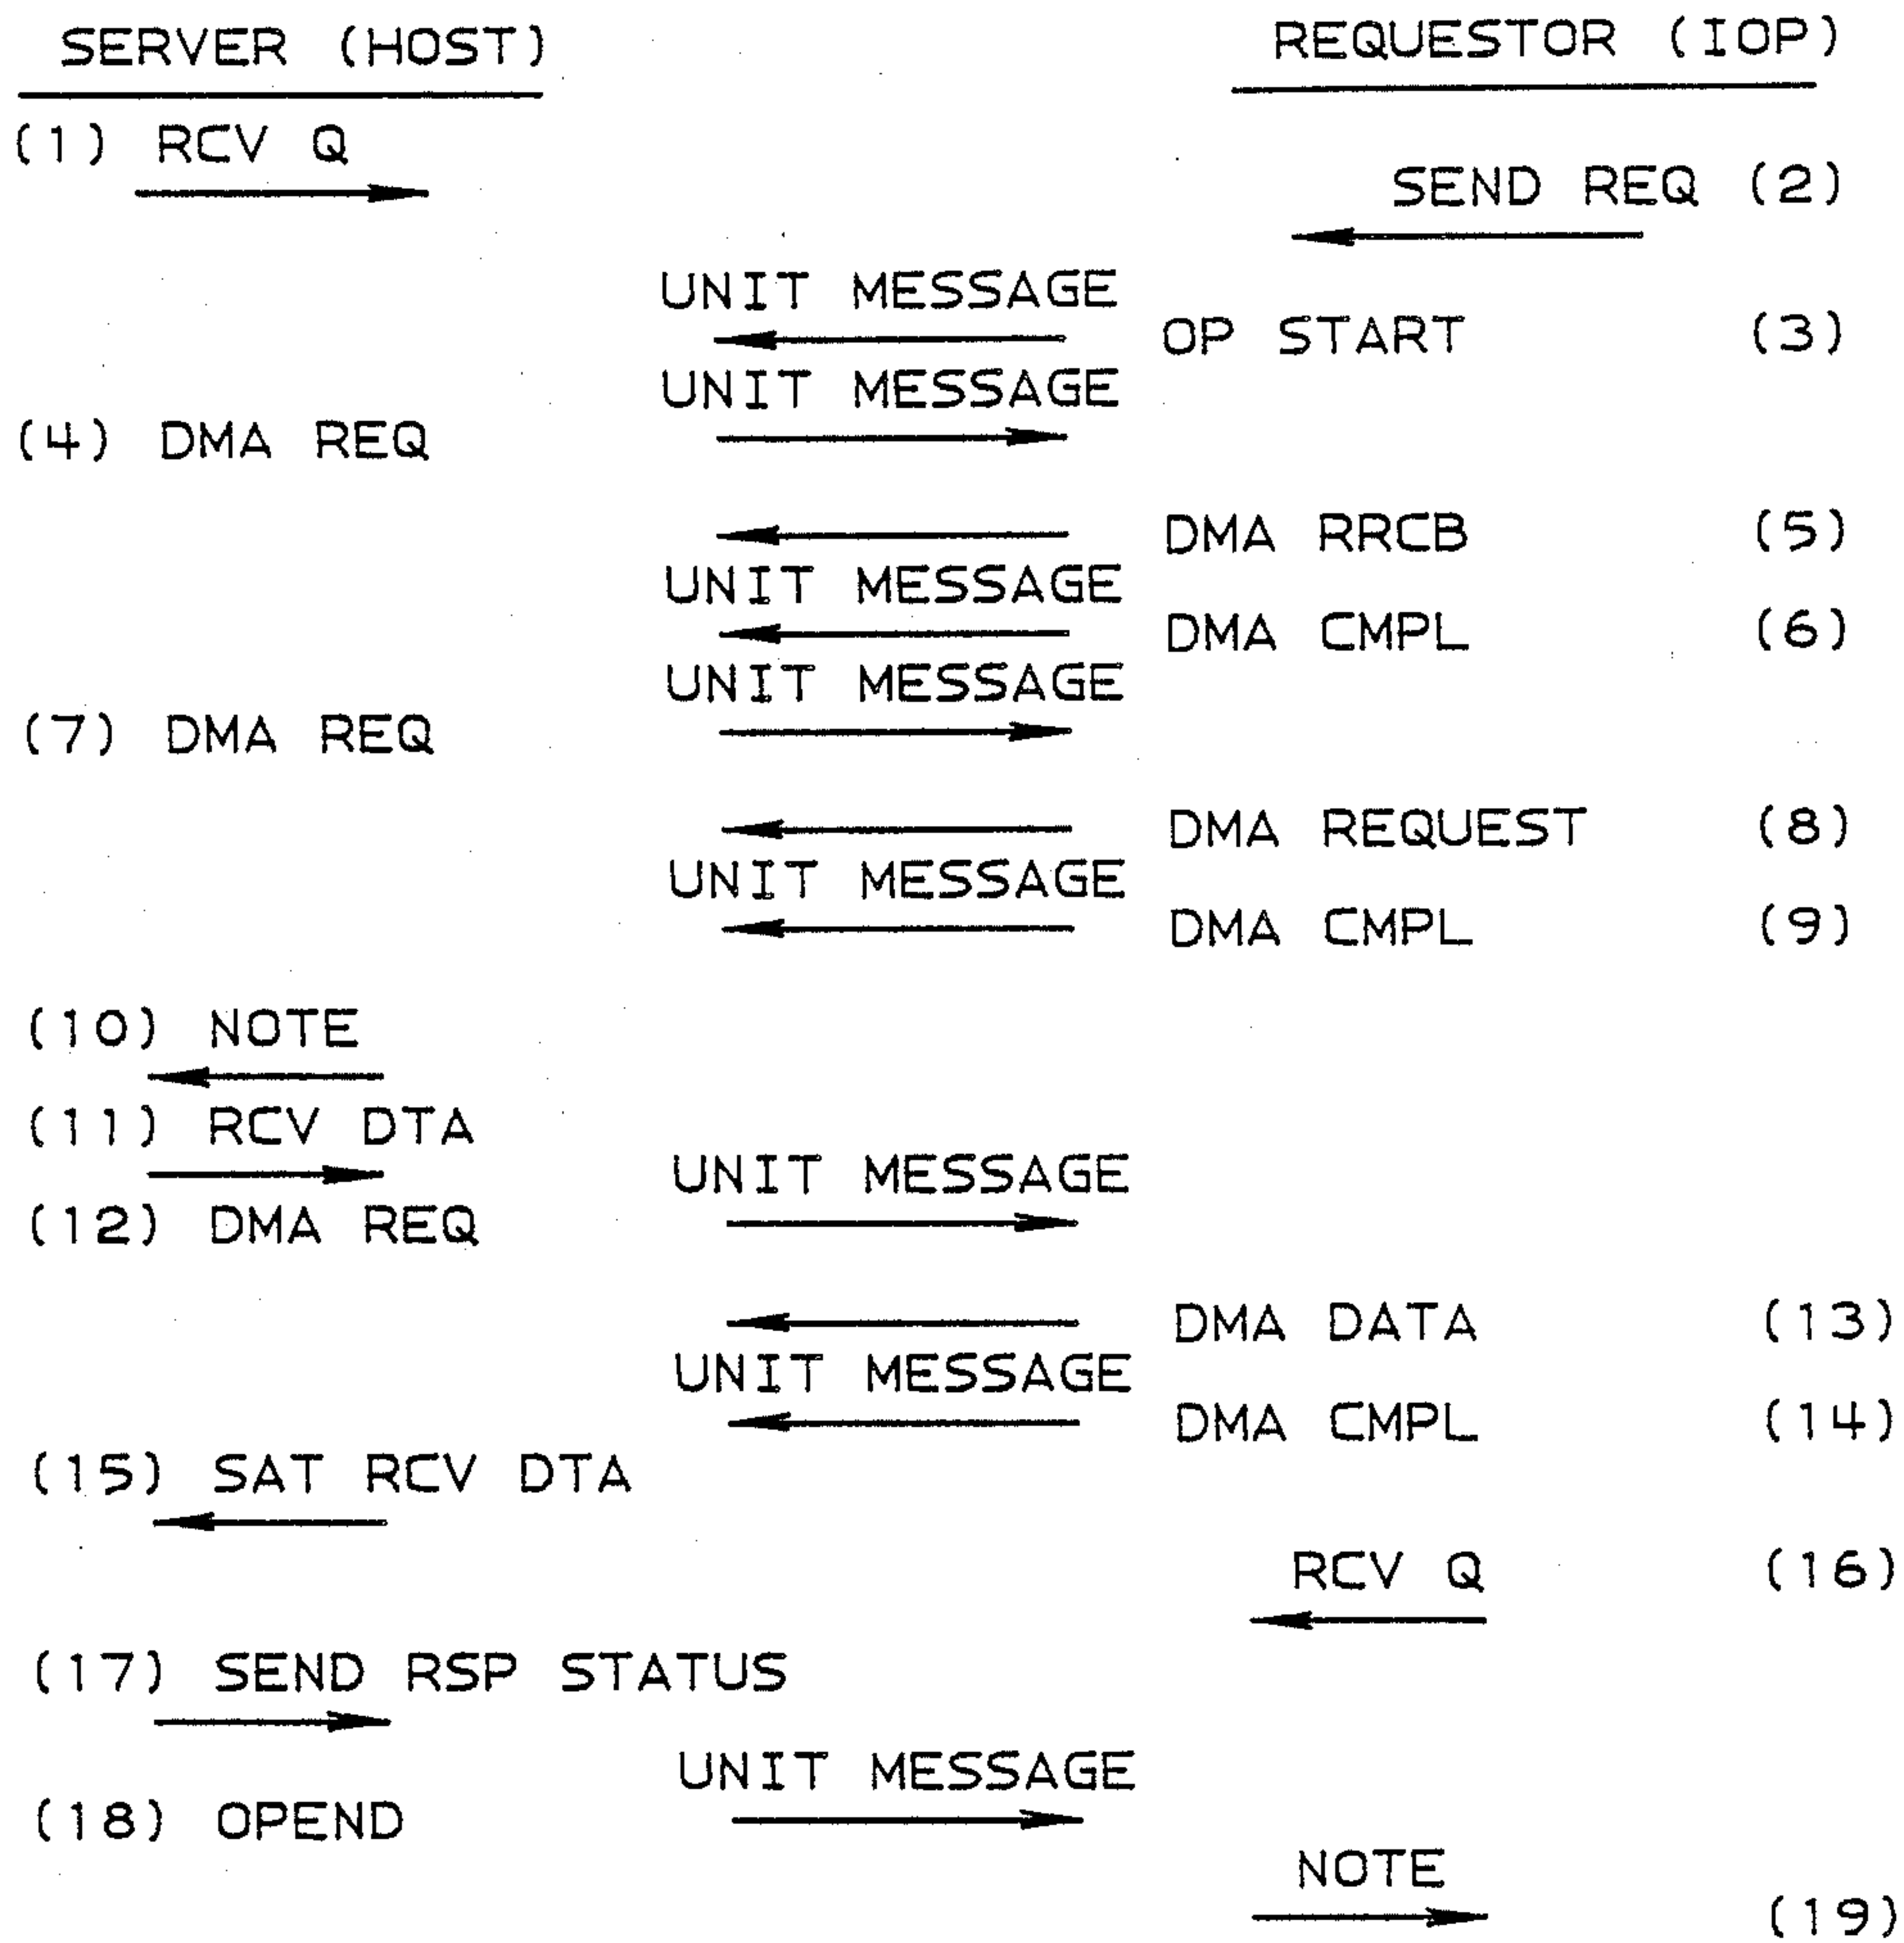 SERVER (HOST) REQUESTOR (IOP)
(1) RCV Q
SEND REQ (2)
UNIT MESSAGE
OP START (3)
UNIT MESSAGE
(4) DMA REQ
DMA RRCB (5)
UNIT MESSAGE
DMA CMPL (6)
UNIT MESSAGE
(7) DMA REQ
DMA REQUEST (8)
UNIT MESSAGE
DMA CMPL (9)
(10) NOTE
(11) RCV DTA
UNIT MESSAGE
(12) DMA REQ
DMA DATA (13)
UNIT MESSAGE
DMA CMPL (14)
(15) SAT RCV DTA
RCV Q (16)
(17) SEND RSP STATUS
UNIT MESSAGE
(18) OPEND
NOTE
(19)